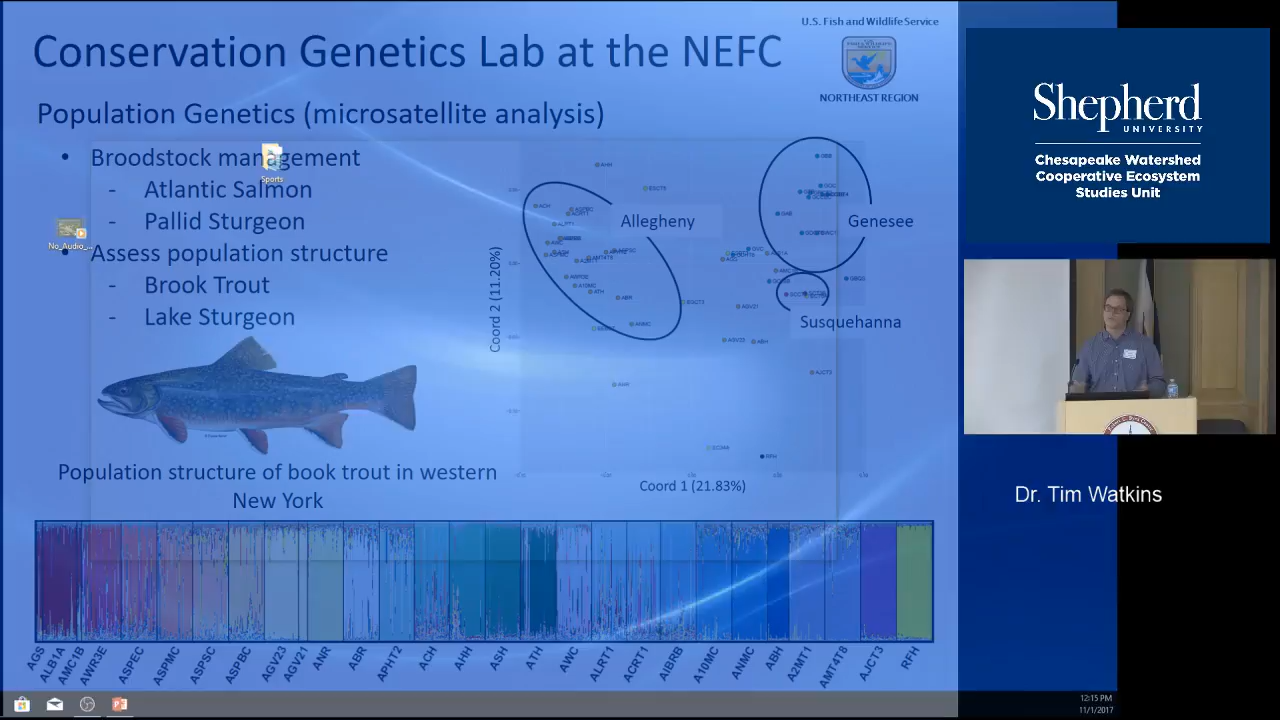 U.S. Fish and Wildlife Service
Conservation Genetics Lab at the NEFC
NORTHEAST REGION
Population Genetics (microsatellite analysis)
• Broodstock management
- Atlantic Salmon
- Pallid Sturgeon
• Assess population structure
- Brook Trout
- Lake Sturgeon
Sports
No_Audio_...
Population structure of book trout in western
New York
Allegheny
Genesee
Susquehanna
Coord 2 (11.20%)
Coord 1 (21.83%)
AGS
ALB1A
AMC1B
AWR3E
ASPEC
ASPMC
ASPSC
ASPBC
AGV23
AGV21
ANR
ABR
APHT2
ACH
AHH
ASH
ATH
AWC
ALRT1
ACRT1
AIBRB
A10MC
ANMC
ABH
A2MT1
AMT4T8
AJCT3
RFH
Shepherd
UNIVERSITY
Chesapeake Watershed
Cooperative Ecosystem
Studies Unit
Dr. Tim Watkins
12:15 PM
11/1/2017